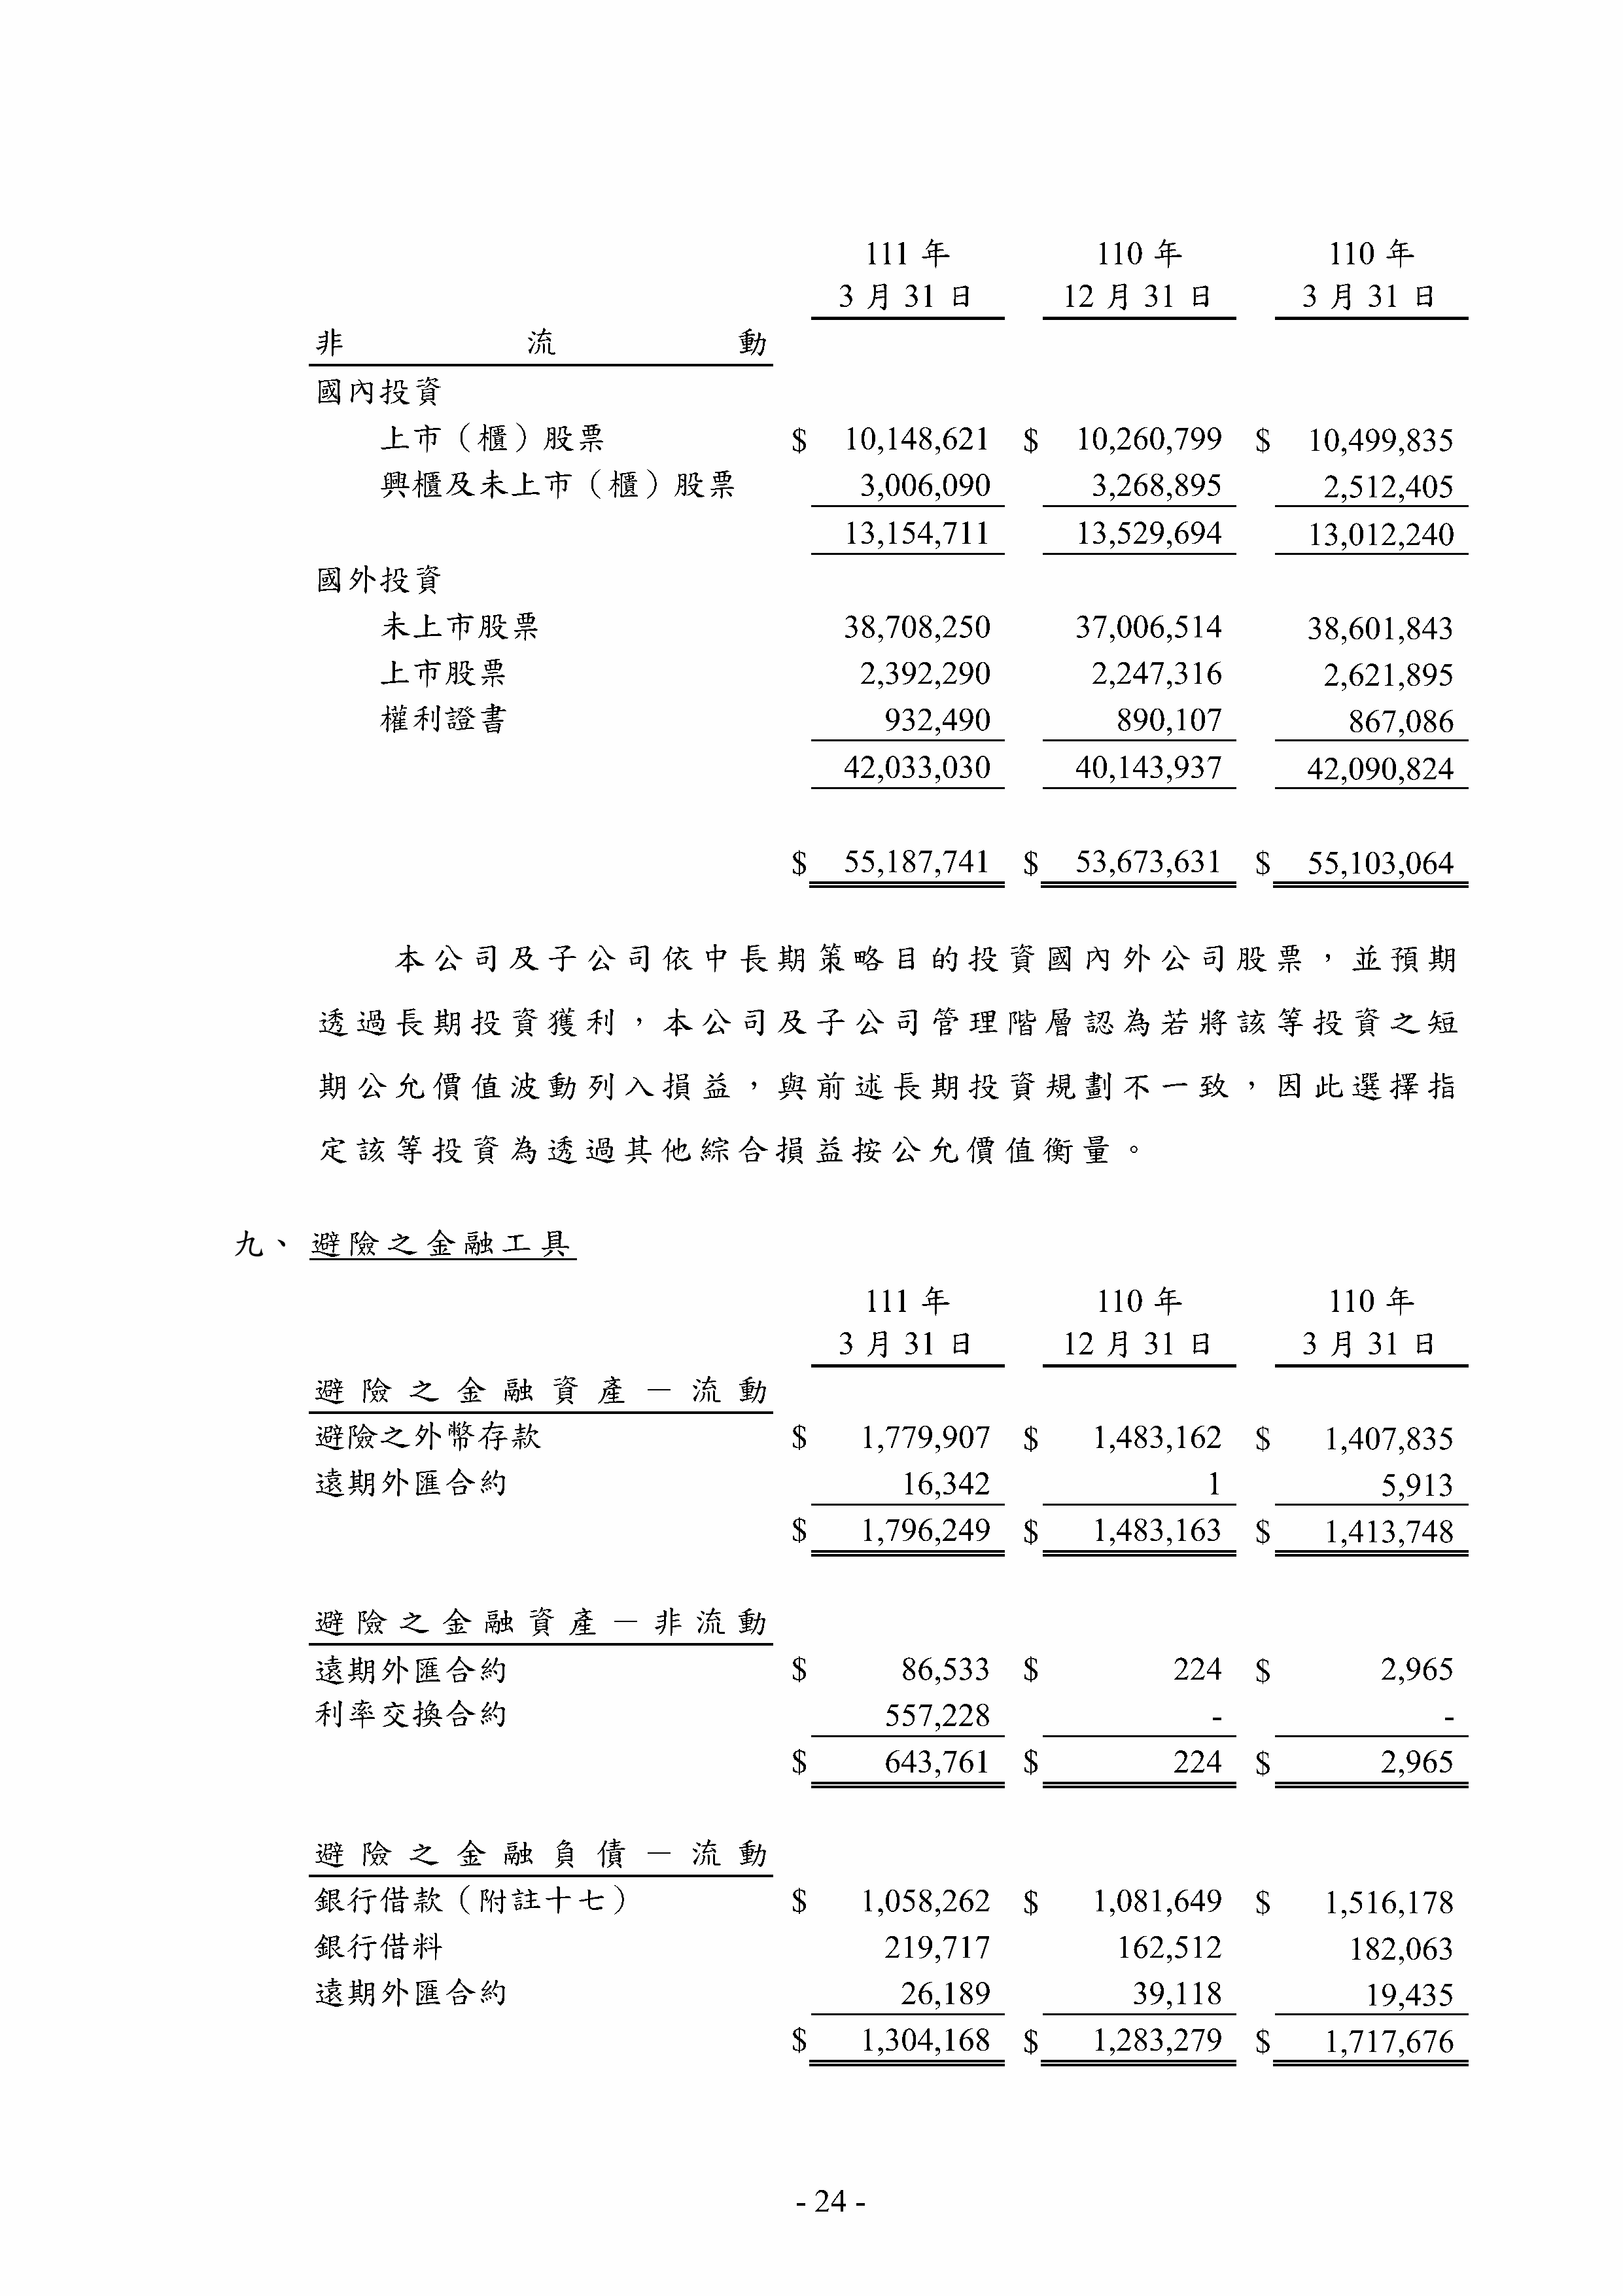 111 年 110 年 110 年
3 月 31 日 12 月 31 日 3 月 31 日
非流動
國內投資
上市（櫃）股票 $ 10,148,621 $ 10,260,799 $ 10,499,835
興櫃及未上市（櫃）股票 3,006,090 3,268,895 2,512,405
13,154,711 13,529,694 13,012,240
國外投資
未上市股票 38,708,250 37,006,514 38,601,843
上市股票 2,392,290 2,247,316 2,621,895
權利證書 932,490 890,107 867,086
42,033,030 40,143,937 42,090,824
$ 55,187,741 $ 53,673,631 $ 55,103,064
本公司及子公司依中長期策略目的投資國內外公司股票，並預期
透過長期投資獲利，本公司及子公司管理階層認為若將該等投資之短
期公允價值波動列入損益，與前述長期投資規劃不一致，因此選擇指
定該等投資為透過其他綜合損益按公允價值衡量。
九、避險之金融工具
111 年 110 年 110 年
3 月 31 日 12 月 31 日 3 月 31 日
避險之金融資產－流動
避險之外幣存款 $ 1,779,907 $ 1,483,162 $ 1,407,835
遠期外匯合約 16,342 1 5,913
$ 1,796,249 $ 1,483,163 $ 1,413,748
避險之金融資產－非流動
遠期外匯合約 $ 86,533 $ 224 $ 2,965
利率交換合約 557,228 - -
$ 643,761 $ 224 $ 2,965
避險之金融負債－流動
銀行借款（附註十七） $ 1,058,262 $ 1,081,649 $ 1,516,178
銀行借料 219,717 162,512 182,063
遠期外匯合約 26,189 39,118 19,435
$ 1,304,168 $ 1,283,279 $ 1,717,676
- 24 -